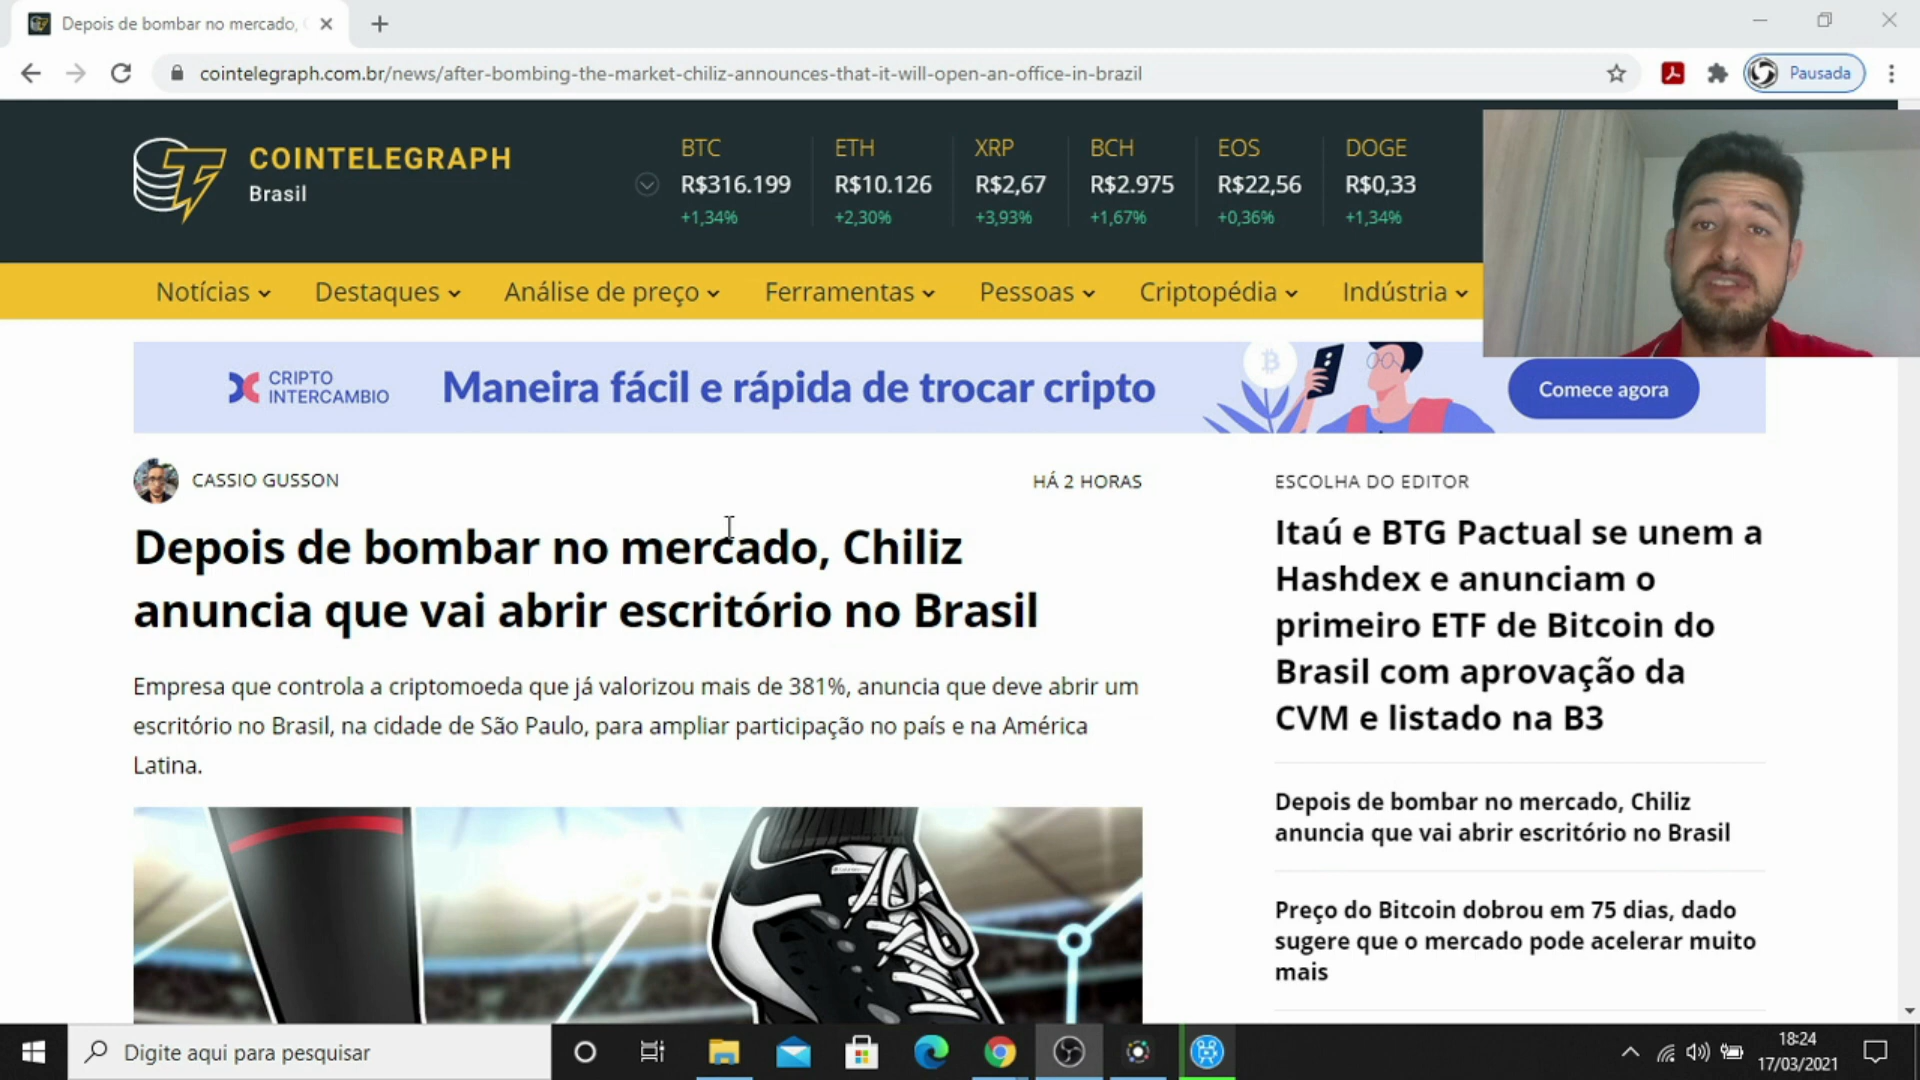 Depois de bombar no mercado,
cointelegraph.com.br/news/after-bombing-the-market-chiliz-announces-that-it-will-open-an-office-in-brazil
Pausada
COINTELEGRAPH
Brasil
BTC ETH XRP BCH EOS DOGE
R$316.199 R$10.126 R$2,67 R$2.975 R$22,56 R$0,33
+1,34% +2,30% +3,93% +1,67% +0,36% +1,34%
Notícias Destaques Análise de preço Ferramentas Pessoas Criptopédia Indústria
CRIPTO
INTERCAMBIO
Maneira fácil e rápida de trocar cripto
Comece agora
CASSIO GUSSON
HÁ 2 HORAS
Depois de bombar no mercado, Chiliz
anuncia que vai abrir escritório no Brasil
Empresa que controla a criptomoeda que já valorizou mais de 381%, anuncia que deve abrir um
escritório no Brasil, na cidade de São Paulo, para ampliar participação no país e na América
Latina.
ESCOLHA DO EDITOR
Itaú e BTG Pactual se unem a
Hashdex e anunciam o
primeiro ETF de Bitcoin do
Brasil com aprovação da
CVM e listado na B3
Depois de bombar no mercado, Chiliz
anuncia que vai abrir escritório no Brasil
Preço do Bitcoin dobrou em 75 dias, dado
sugere que o mercado pode acelerar muito
mais
Digite aqui para pesquisar
18:24
17/03/2021